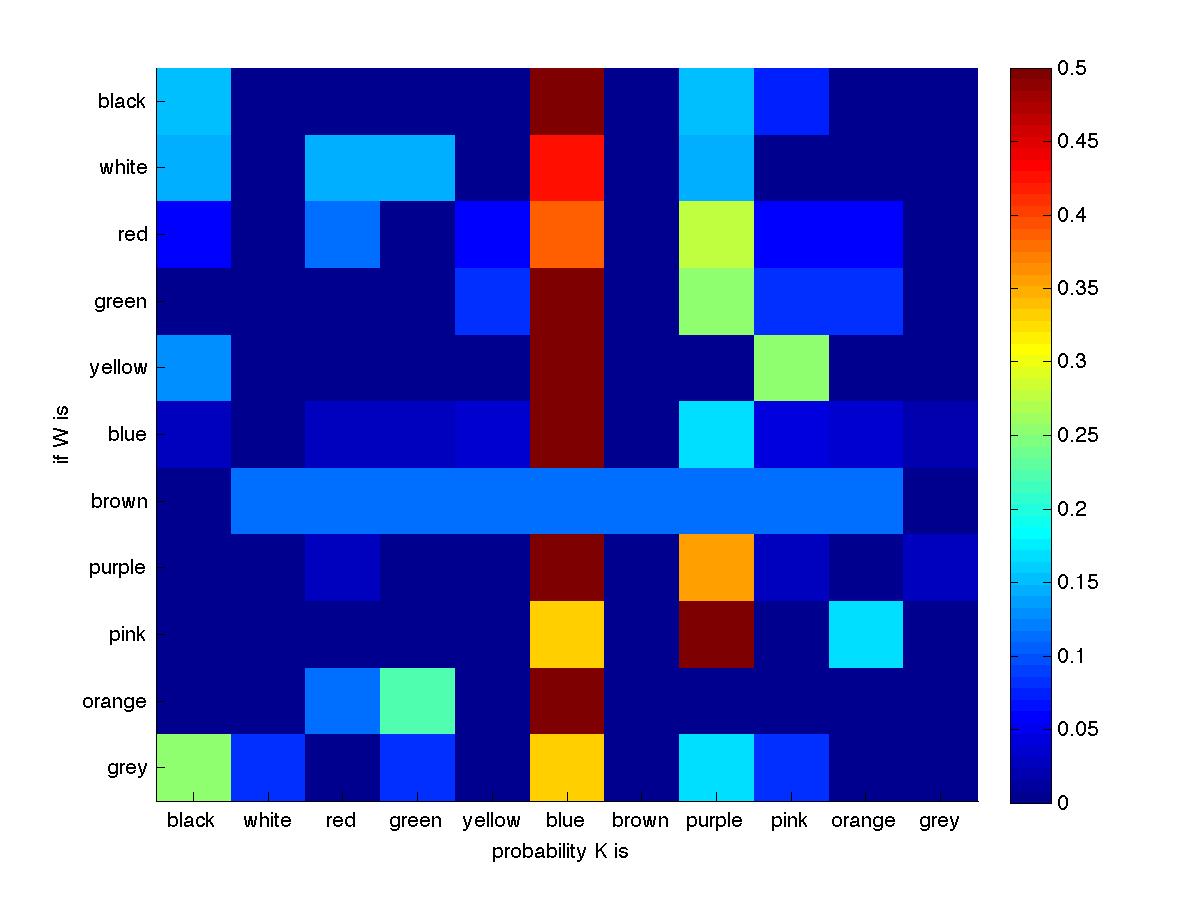 black
white
red
green
yellow
blue
brown
purple
pink
orange
grey
if W is
black white red green yellow blue brown purple pink orange grey
probability K is
0.5
0.45
0.4
0.35
0.3
0.25
0.2
0.15
0.1
0.05
0